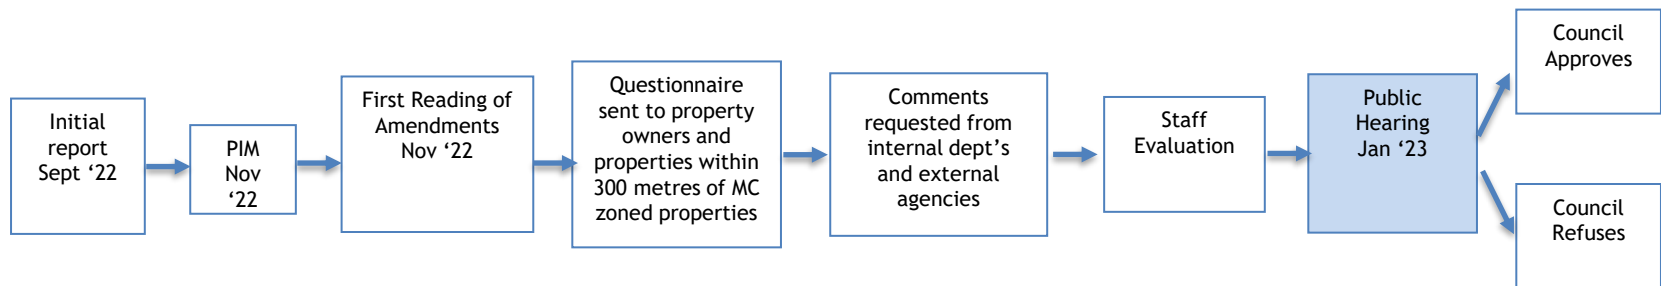 Initial
report
Sept ‘22
PIM
Nov
‘22
First Reading of
Amendments
Nov ‘22
Questionnaire
sent to property
owners and
properties within
300 metres of MC
zoned properties
Comments
requested from
internal dept’s
and external
agencies
Staff
Evaluation
Public
Hearing
Jan ‘23
Council
Approves
Council
Refuses